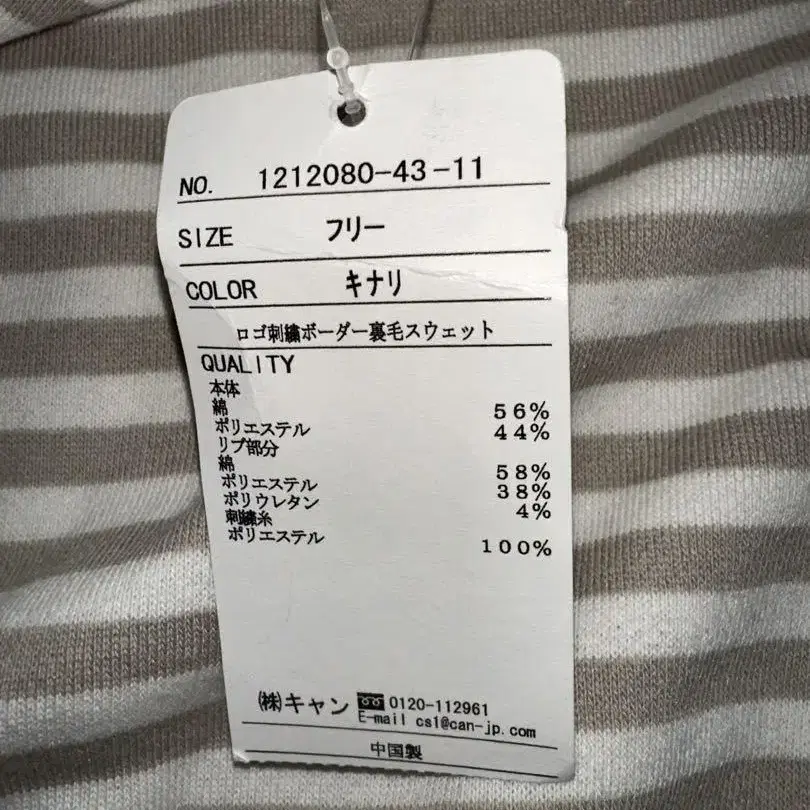 NO. 1212080-43-11
SIZE フリー
COLOR キナリ
ロゴ刺繍ボーダー裏毛スウェット
QUALITY
本体
綿 56%
ポリエステル 44%
リブ部分
綿 58%
ポリエステル 38%
ポリウレタン 4%
刺繍糸
ポリエステル 100%
㈱キャン 0120-112961
E-mail cs1@can-jp.com
中国製